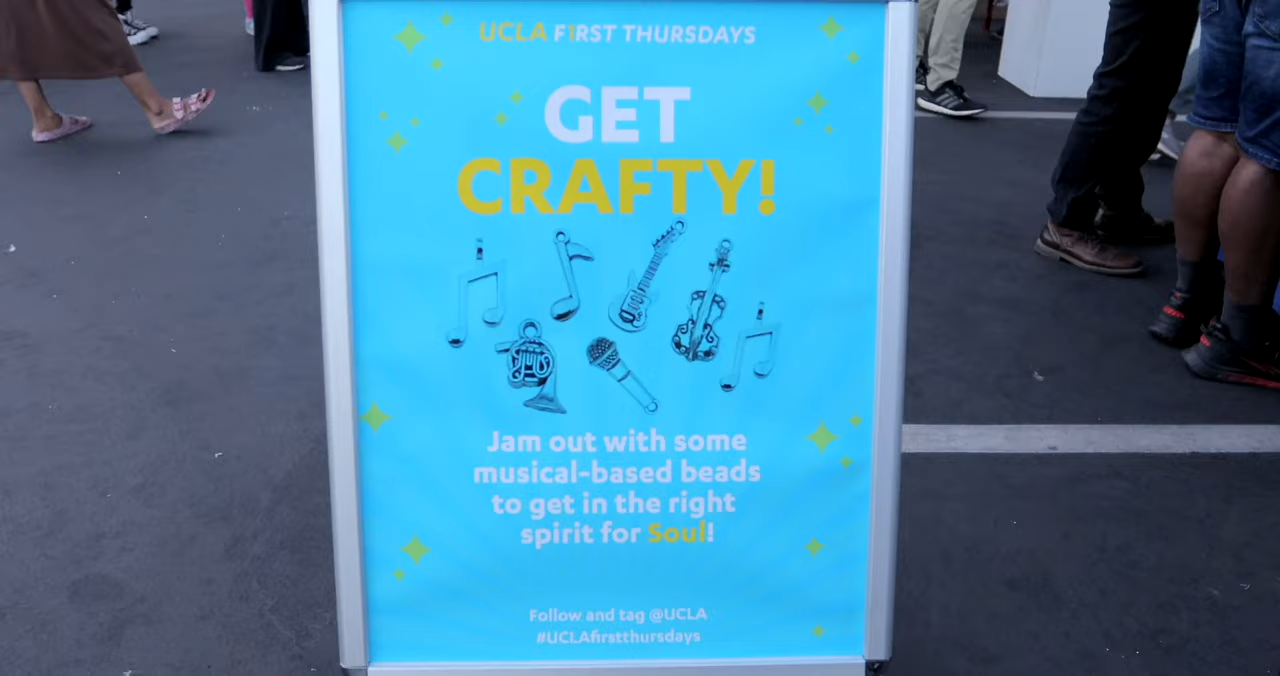 UCLA F1RST THURSDAYS
GET
CRAFTY!
Jam out with some
musical-based beads
to get in the right
spirit for Soul!
Follow and tag @UCLA
#UCLAfirstthursdays